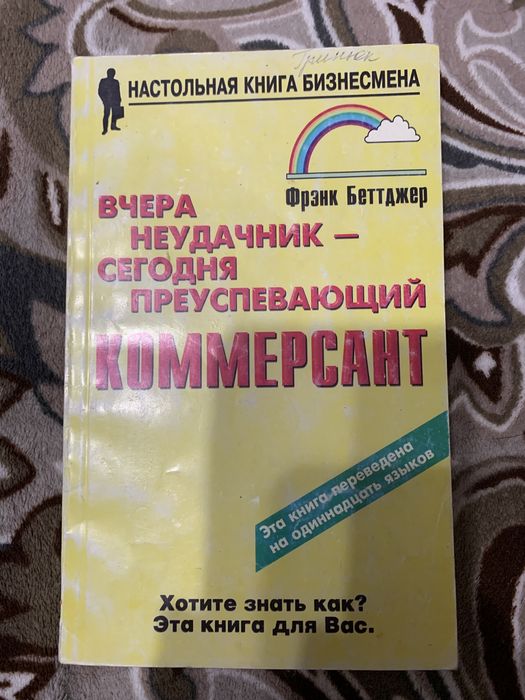 Гринюк
НАСТОЛЬНАЯ КНИГА БИЗНЕСМЕНА
Фрэнк Беттджер
ВЧЕРА
НЕУДАЧНИК –
СЕГОДНЯ
ПРЕУСПЕВАЮЩИЙ
КОММЕРСАНТ
Эта книга переведена
на одиннадцать языков
Хотите знать как?
Эта книга для Вас.